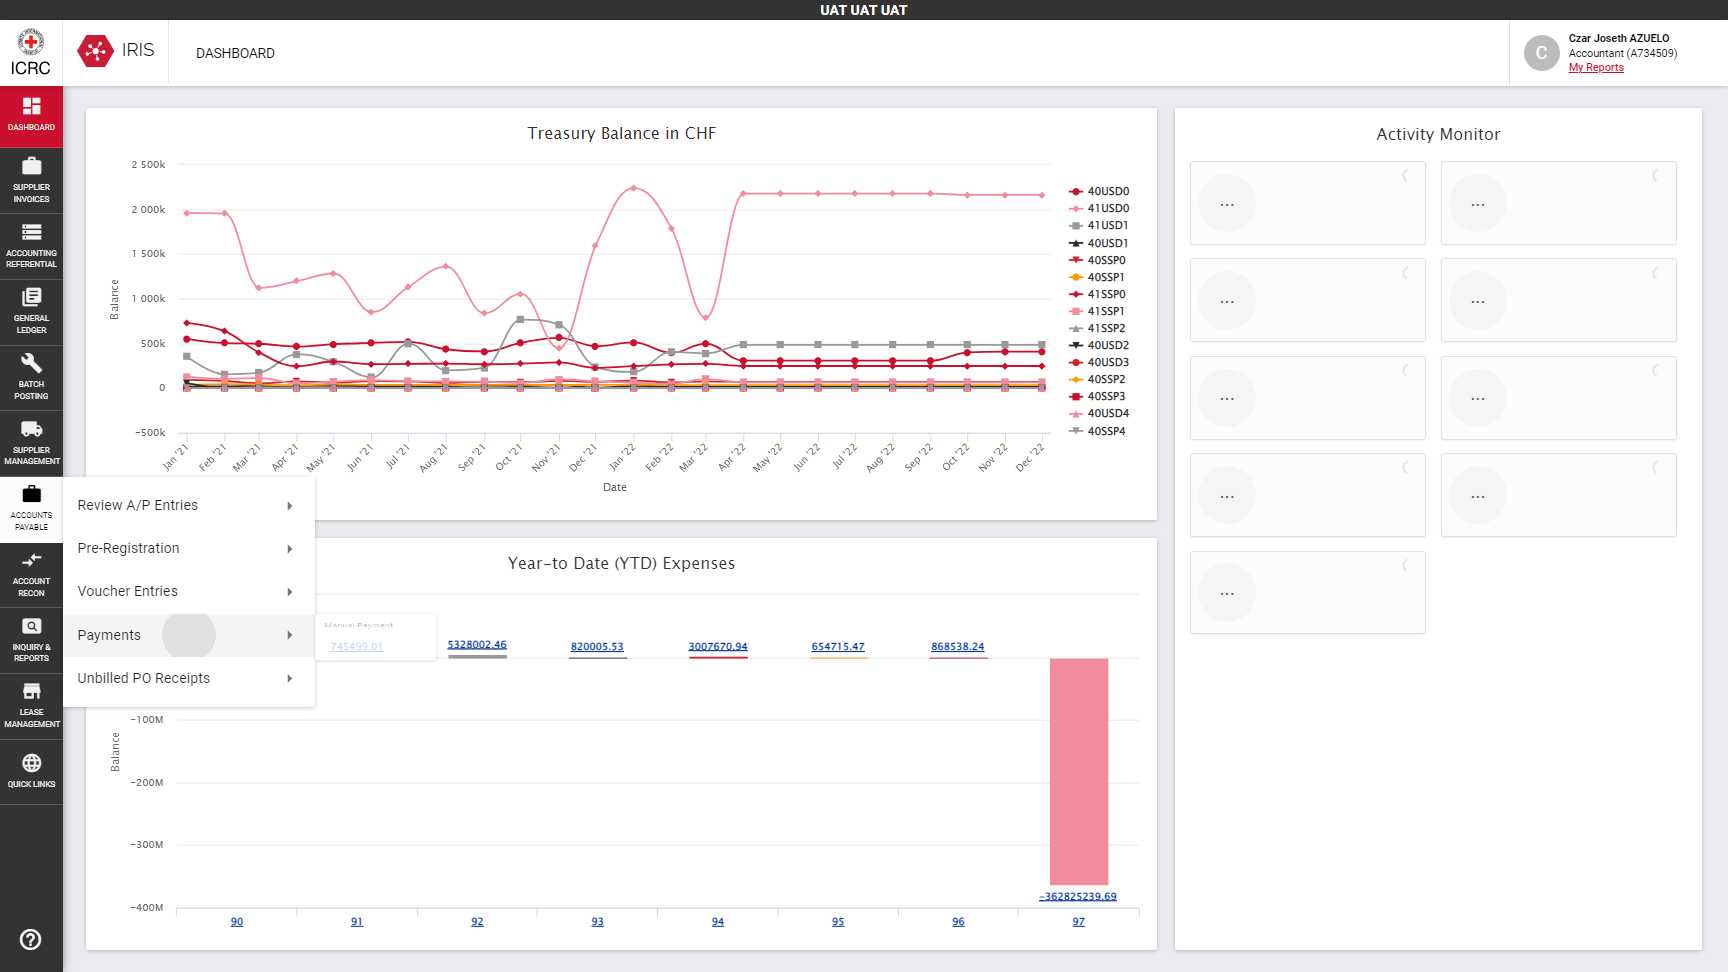 UAT UAT UAT
ICRC
IRIS
DASHBOARD
Czar Joseth AZUELO
Accountant (A734509)
My Reports
DASHBOARD
SUPPLIER
INVOICES
ACCOUNTING
REFERENTIAL
GENERAL
LEDGER
BATCH
POSTING
SUPPLIER
MANAGEMENT
ACCOUNTS
PAYABLE
ACCOUNT
RECON
INQUIRY &
REPORTS
LEASE
MANAGEMENT
QUICK LINKS
Treasury Balance in CHF
2 500k
2 000k
1 500k
1 000k
500k
0
-500k
Balance
Jan '21
Feb '21
Mar '21
Apr '21
May '21
Jun '21
Jul '21
Aug '21
Sep '21
Oct '21
Nov '21
Dec '21
Jan '22
Feb '22
Mar '22
Apr '22
May '22
Jun '22
Jul '22
Aug '22
Sep '22
Oct '22
Nov '22
Dec '22
Date
40USD0
41USD0
41USD1
40USD1
40SSP0
40SSP1
41SSP0
41SSP1
41SSP2
40USD2
40USD3
40SSP2
40SSP3
40USD4
40SSP4
Review A/P Entries
Pre-Registration
Voucher Entries
Payments
Unbilled PO Receipts
Manual Payment
Year-to Date (YTD) Expenses
745499.01
5328002.46
820005.53
3007670.94
654715.47
868538.24
-362825239.69
-100M
-200M
-300M
-400M
Balance
90
91
92
93
94
95
96
97
Activity Monitor
...
...
...
...
...
...
...
...
...